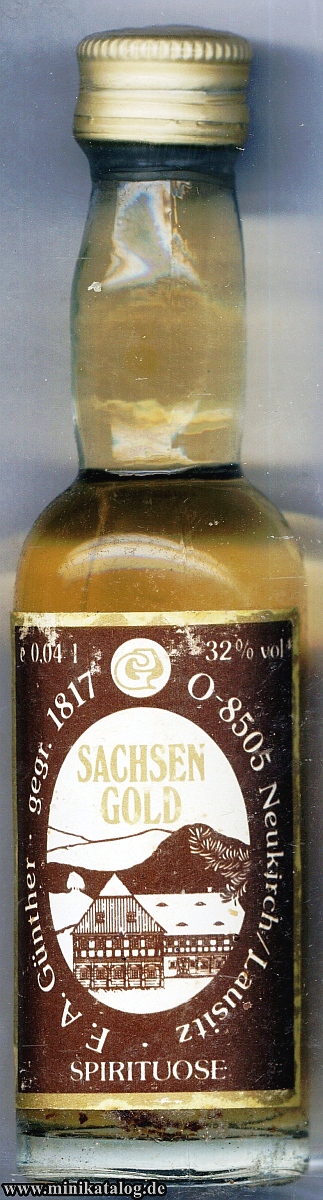 e 0.04 l
32% vol
F. A. Günther · gegr. 1817
O-8505 Neukirch/Lausitz ·
SACHSEN
GOLD
SPIRITUOSE
www.minikatalog.de